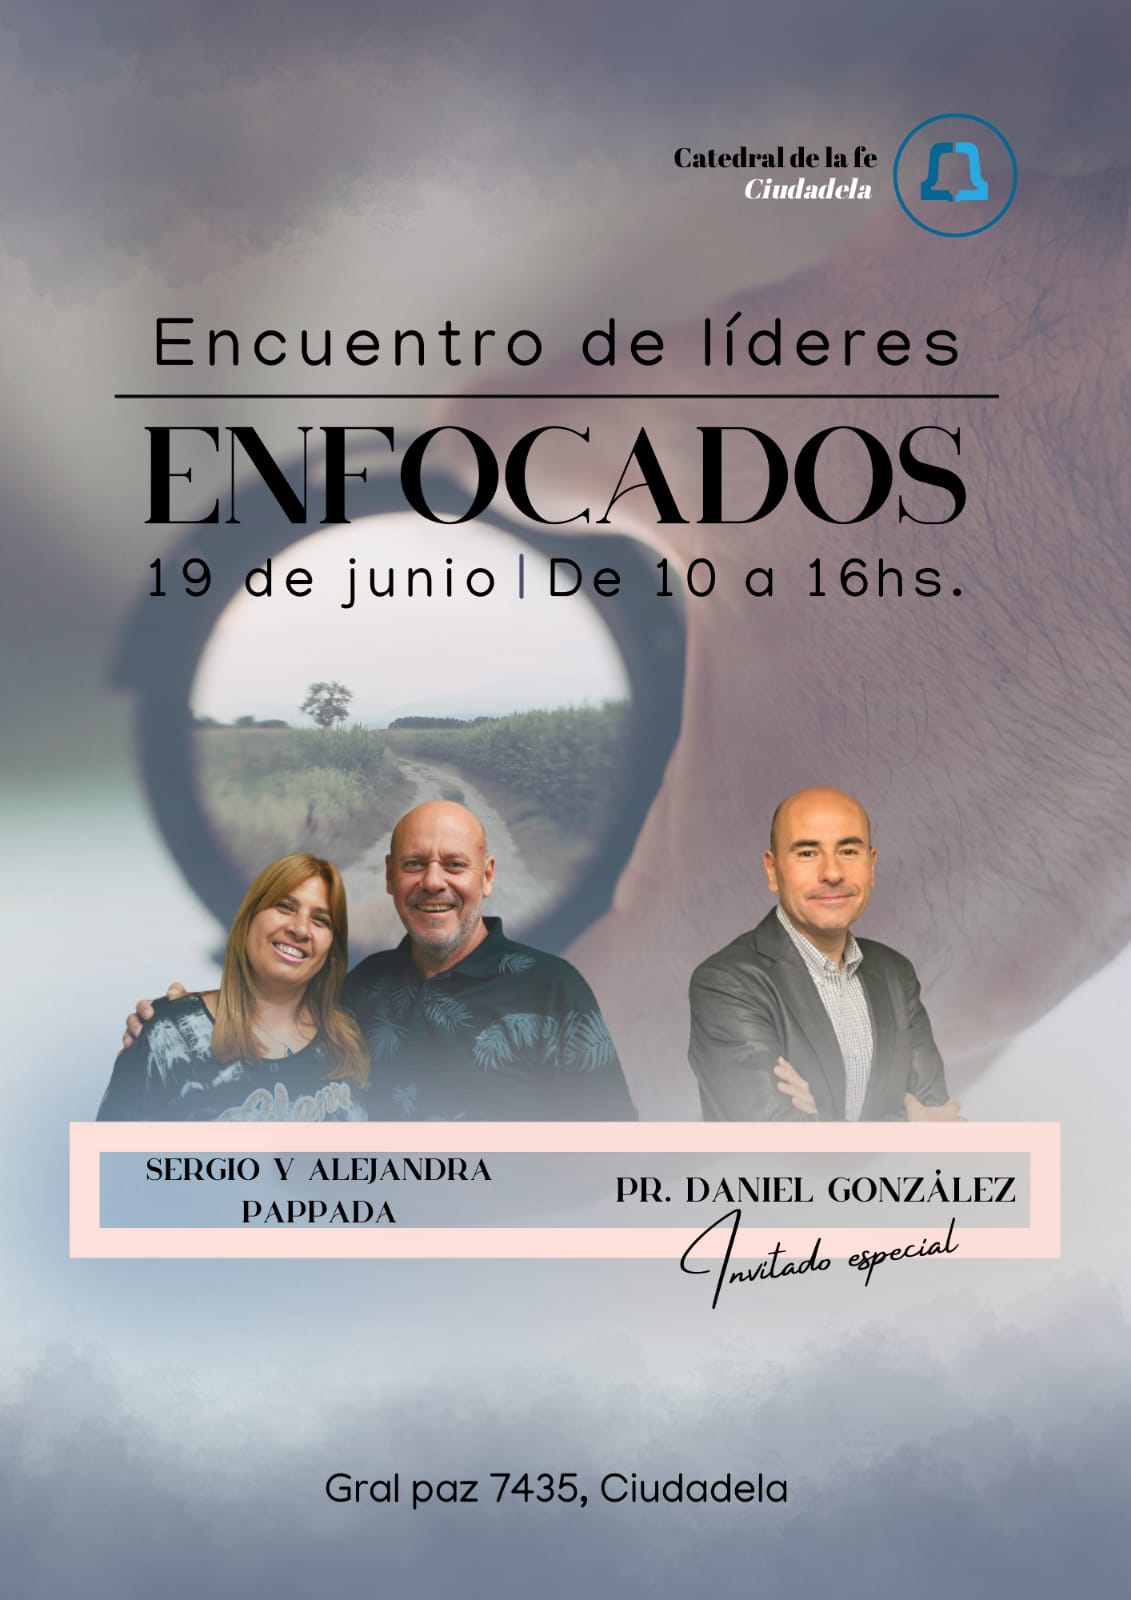 Catedral de la fe
Ciudadela
Encuentro de líderes
ENFOCADOS
19 de junio | De 10 a 16hs.
SERGIO Y ALEJANDRA
PAPPADA
PR. DANIEL GONZÁLEZ
Invitado especial
Gral paz 7435, Ciudadela